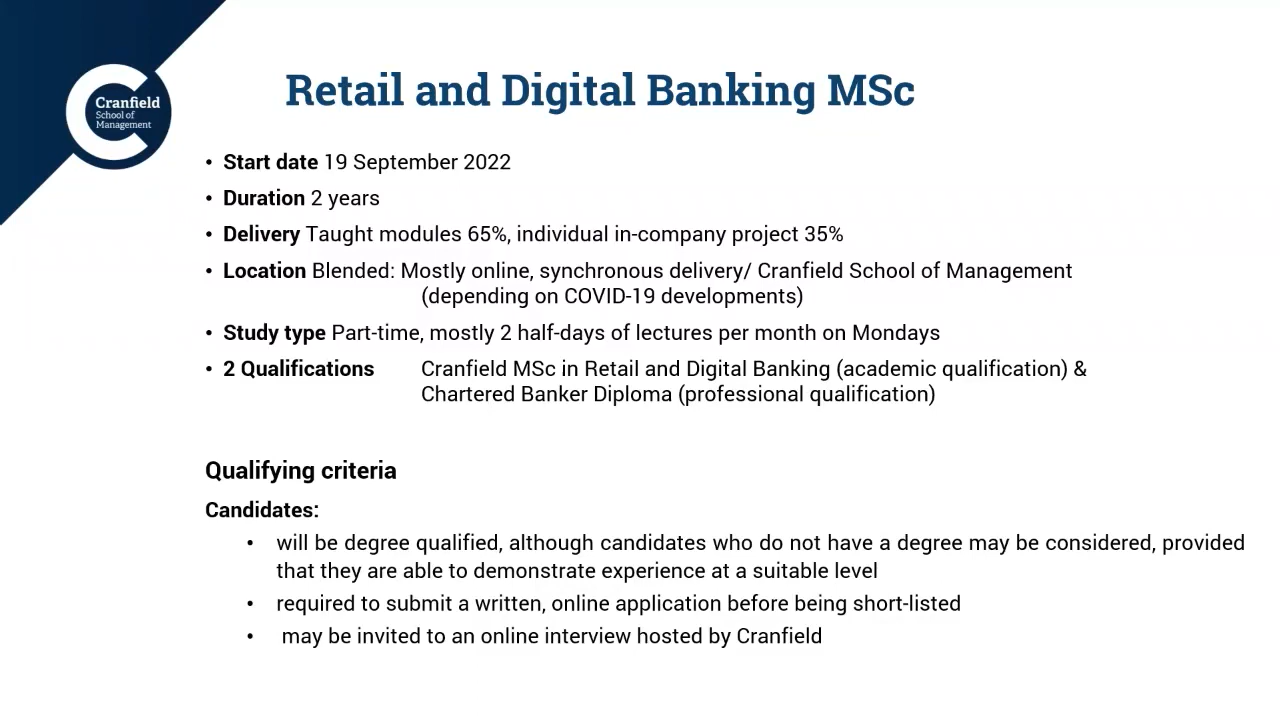 Cranfield
School of
Management
Retail and Digital Banking MSc
• Start date 19 September 2022
• Duration 2 years
• Delivery Taught modules 65%, individual in-company project 35%
• Location Blended: Mostly online, synchronous delivery/ Cranfield School of Management
(depending on COVID-19 developments)
• Study type Part-time, mostly 2 half-days of lectures per month on Mondays
• 2 Qualifications Cranfield MSc in Retail and Digital Banking (academic qualification) &
Chartered Banker Diploma (professional qualification)
Qualifying criteria
Candidates:
• will be degree qualified, although candidates who do not have a degree may be considered, provided
that they are able to demonstrate experience at a suitable level
• required to submit a written, online application before being short-listed
• may be invited to an online interview hosted by Cranfield